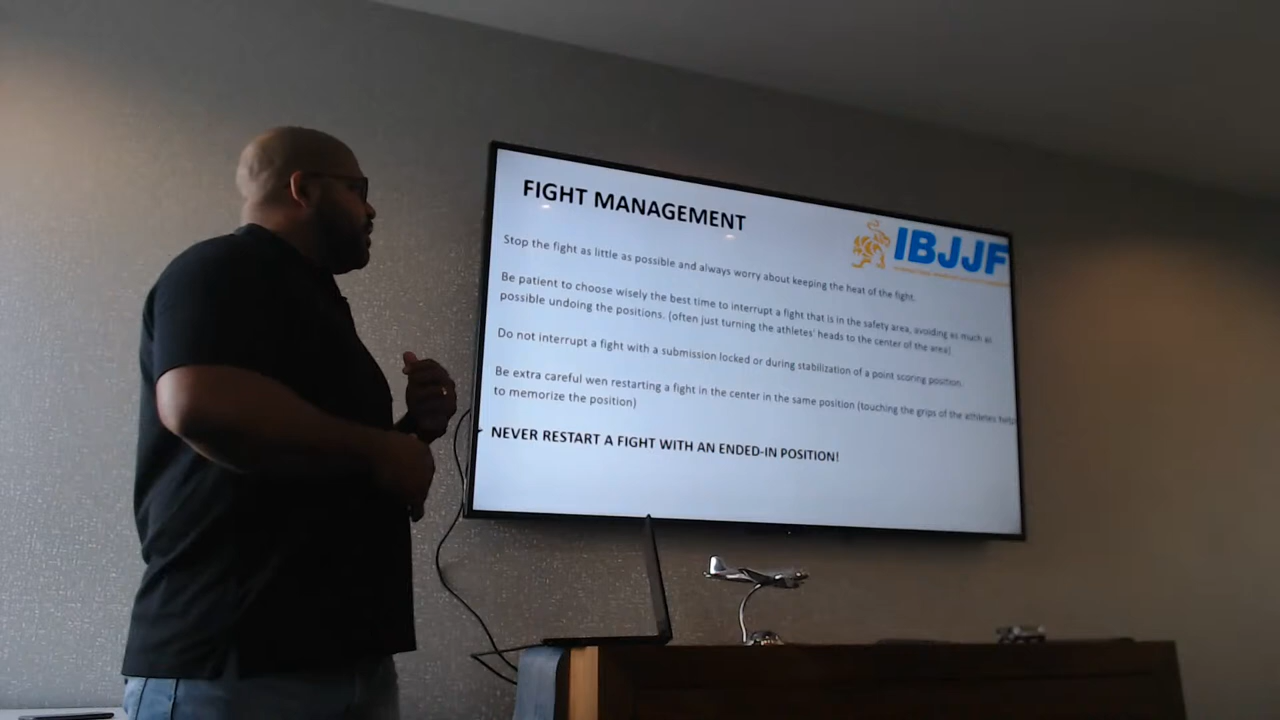 FIGHT MANAGEMENT
IBJJF
Stop the fight as little as possible and always worry about keeping the heat of the fight.
Be patient to choose wisely the best time to interrupt a fight that is in the safety area, avoiding as much as
possible undoing the positions. (often just turning the athletes' heads to the center of the area)
Do not interrupt a fight with a submission locked or during stabilization of a point scoring position.
Be extra careful wen restarting a fight in the center in the same position (touching the grips of the athletes help
to memorize the position)
NEVER RESTART A FIGHT WITH AN ENDED-IN POSITION!